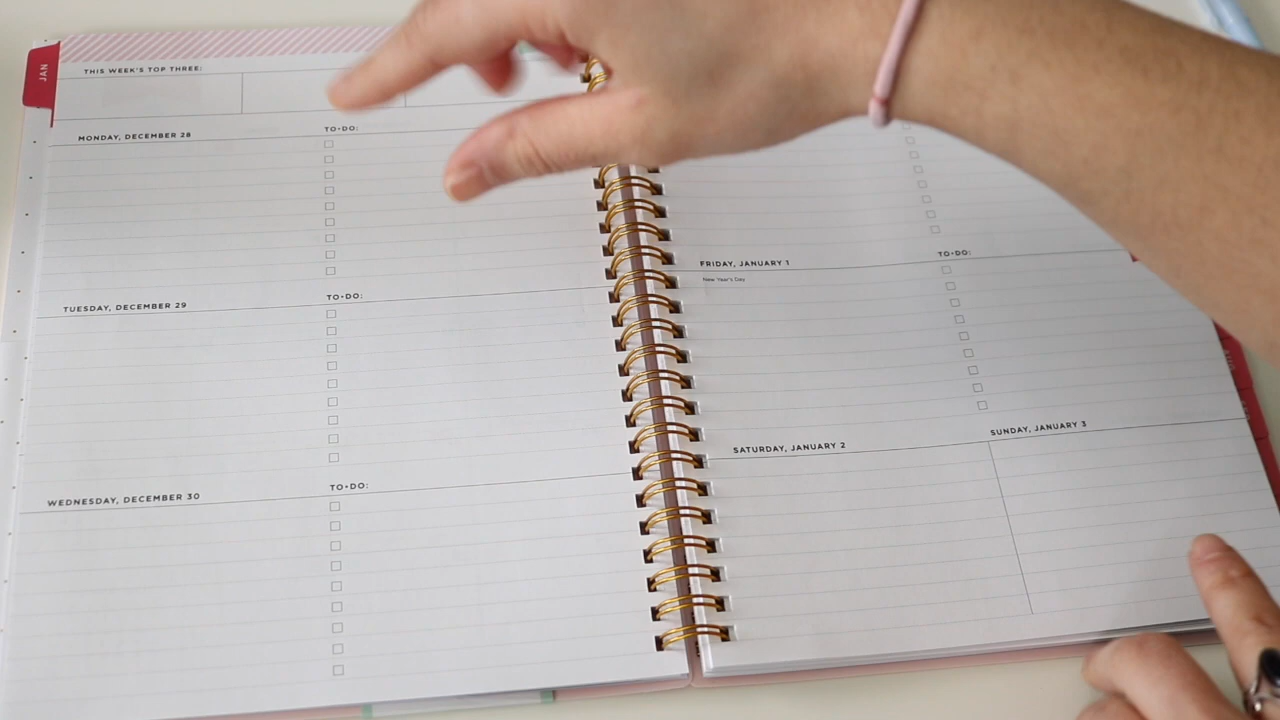 JAN
THIS WEEK'S TOP THREE:
MONDAY, DECEMBER 28
TO-DO:
TUESDAY, DECEMBER 29
TO-DO:
WEDNESDAY, DECEMBER 30
TO-DO:
FRIDAY, JANUARY 1
New Year's Day
TO-DO:
SATURDAY, JANUARY 2
SUNDAY, JANUARY 3